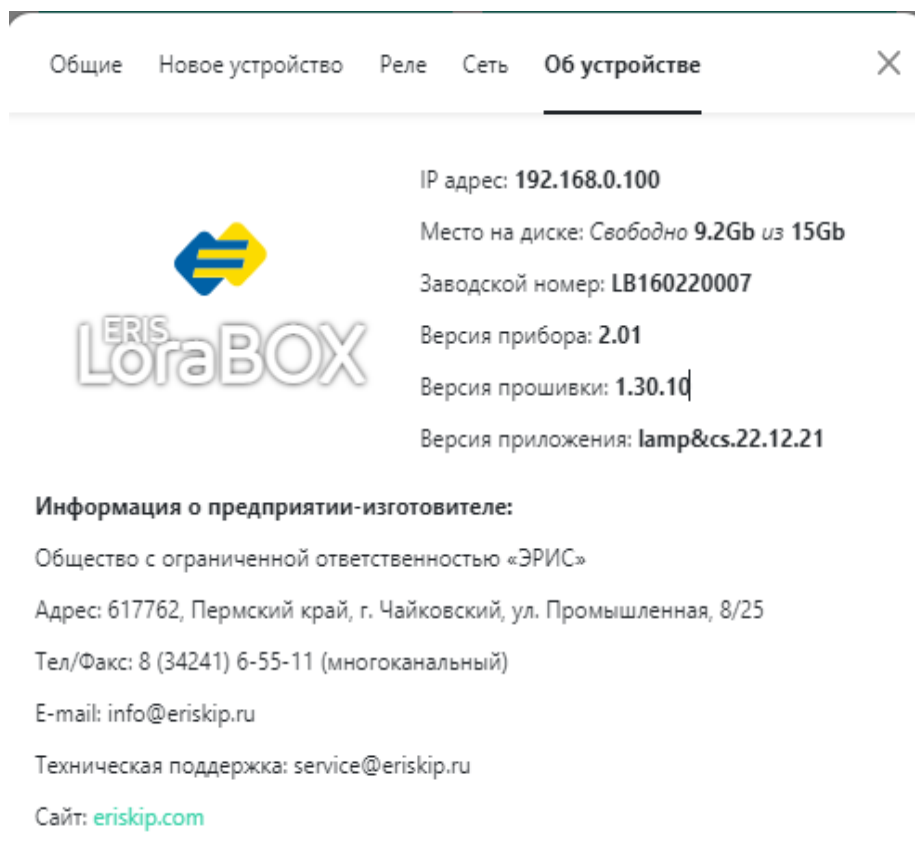 Общие Новое устройство Реле Сеть Об устройстве
IP адрес: 192.168.0.100
Место на диске: Свободно 9.2Gb из 15Gb
Заводской номер: LB160220007
Версия прибора: 2.01
Версия прошивки: 1.30.10
Версия приложения: lamp&cs.22.12.21
ERIS
LoraBOX
Информация о предприятии-изготовителе:
Общество с ограниченной ответственностью «ЭРИС»
Адрес: 617762, Пермский край, г. Чайковский, ул. Промышленная, 8/25
Тел/Факс: 8 (34241) 6-55-11 (многоканальный)
E-mail: info@eriskip.ru
Техническая поддержка: service@eriskip.ru
Сайт: eriskip.com